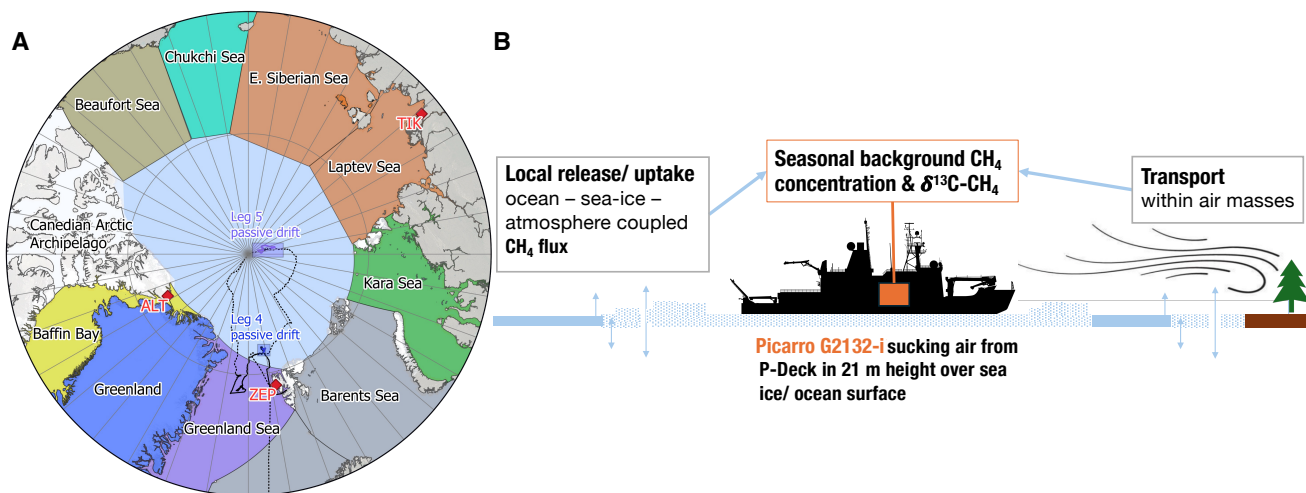 A
Chukchi Sea
E. Siberian Sea
Beaufort Sea
TIK
Laptev Sea
Leg 5
passive drift
Canedian Arctic
Archipelago
Kara Sea
ALT
Leg 4
passive drift
Baffin Bay
Greenland
ZEP
Barents Sea
Greenland Sea
B
Local release/ uptake
ocean – sea-ice –
atmosphere coupled
CH₄ flux
Seasonal background CH₄
concentration & δ¹³C-CH₄
Transport
within air masses
Picarro G2132-i sucking air from
P-Deck in 21 m height over sea
ice/ ocean surface